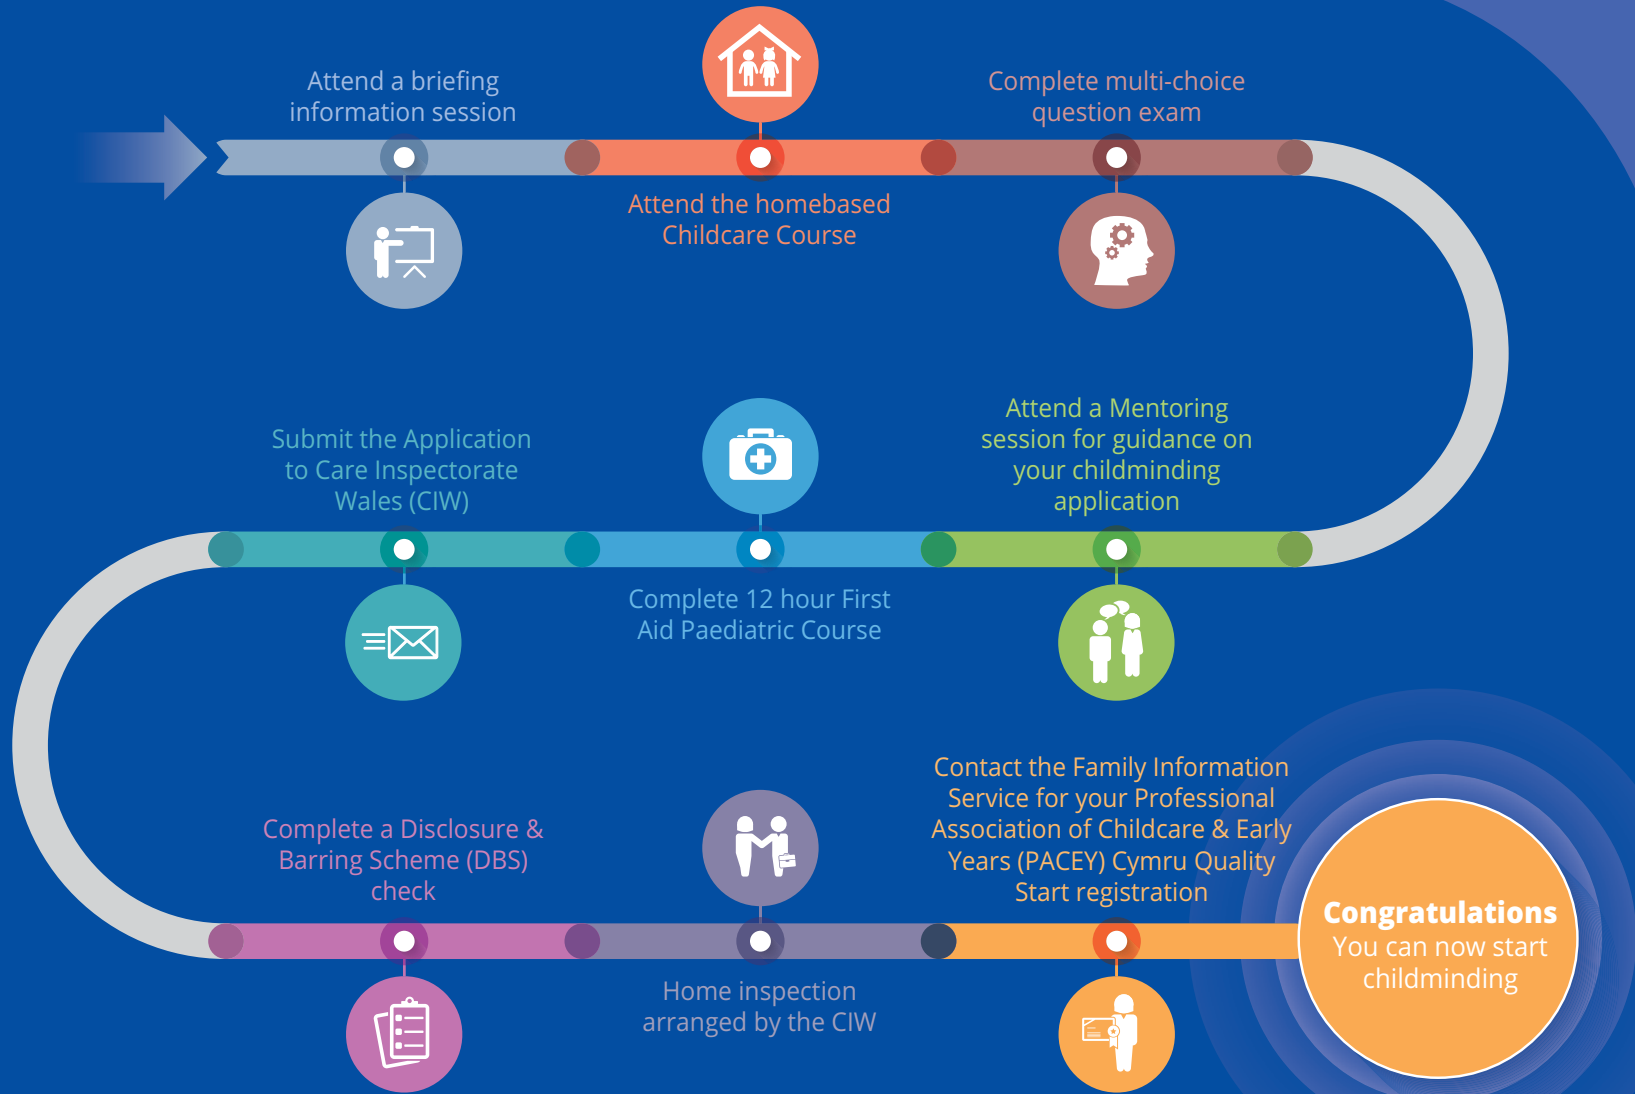 Attend a briefing
information session
Attend the homebased
Childcare Course
Complete multi-choice
question exam
Attend a Mentoring
session for guidance on
your childminding
application
Complete 12 hour First
Aid Paediatric Course
Submit the Application
to Care Inspectorate
Wales (CIW)
Complete a Disclosure &
Barring Scheme (DBS)
check
Home inspection
arranged by the CIW
Contact the Family Information
Service for your Professional
Association of Childcare & Early
Years (PACEY) Cymru Quality
Start registration
Congratulations
You can now start
childminding